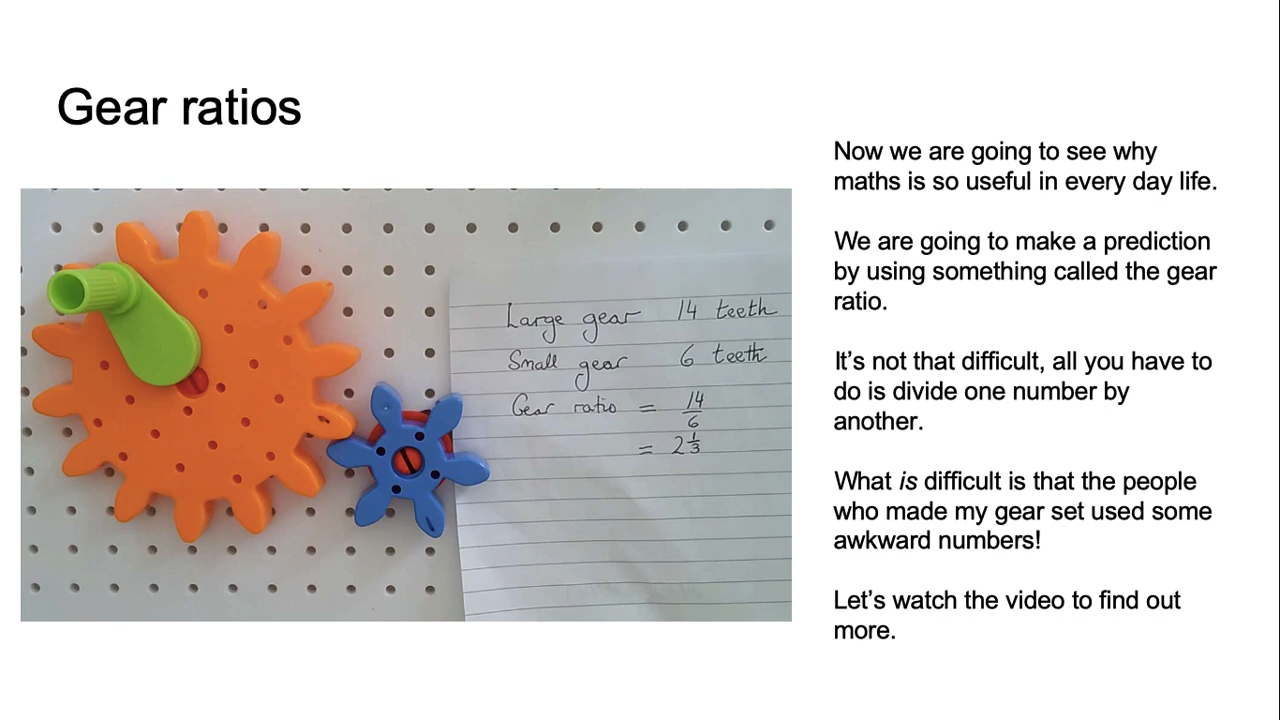 Gear ratios
Now we are going to see why
maths is so useful in every day life.
We are going to make a prediction
by using something called the gear
ratio.
It's not that difficult, all you have to
do is divide one number by
another.
What is difficult is that the people
who made my gear set used some
awkward numbers!
Let's watch the video to find out
more.
Large gear 14 teeth
Small gear 6 teeth
Gear ratio = 14/6
= 2 1/3